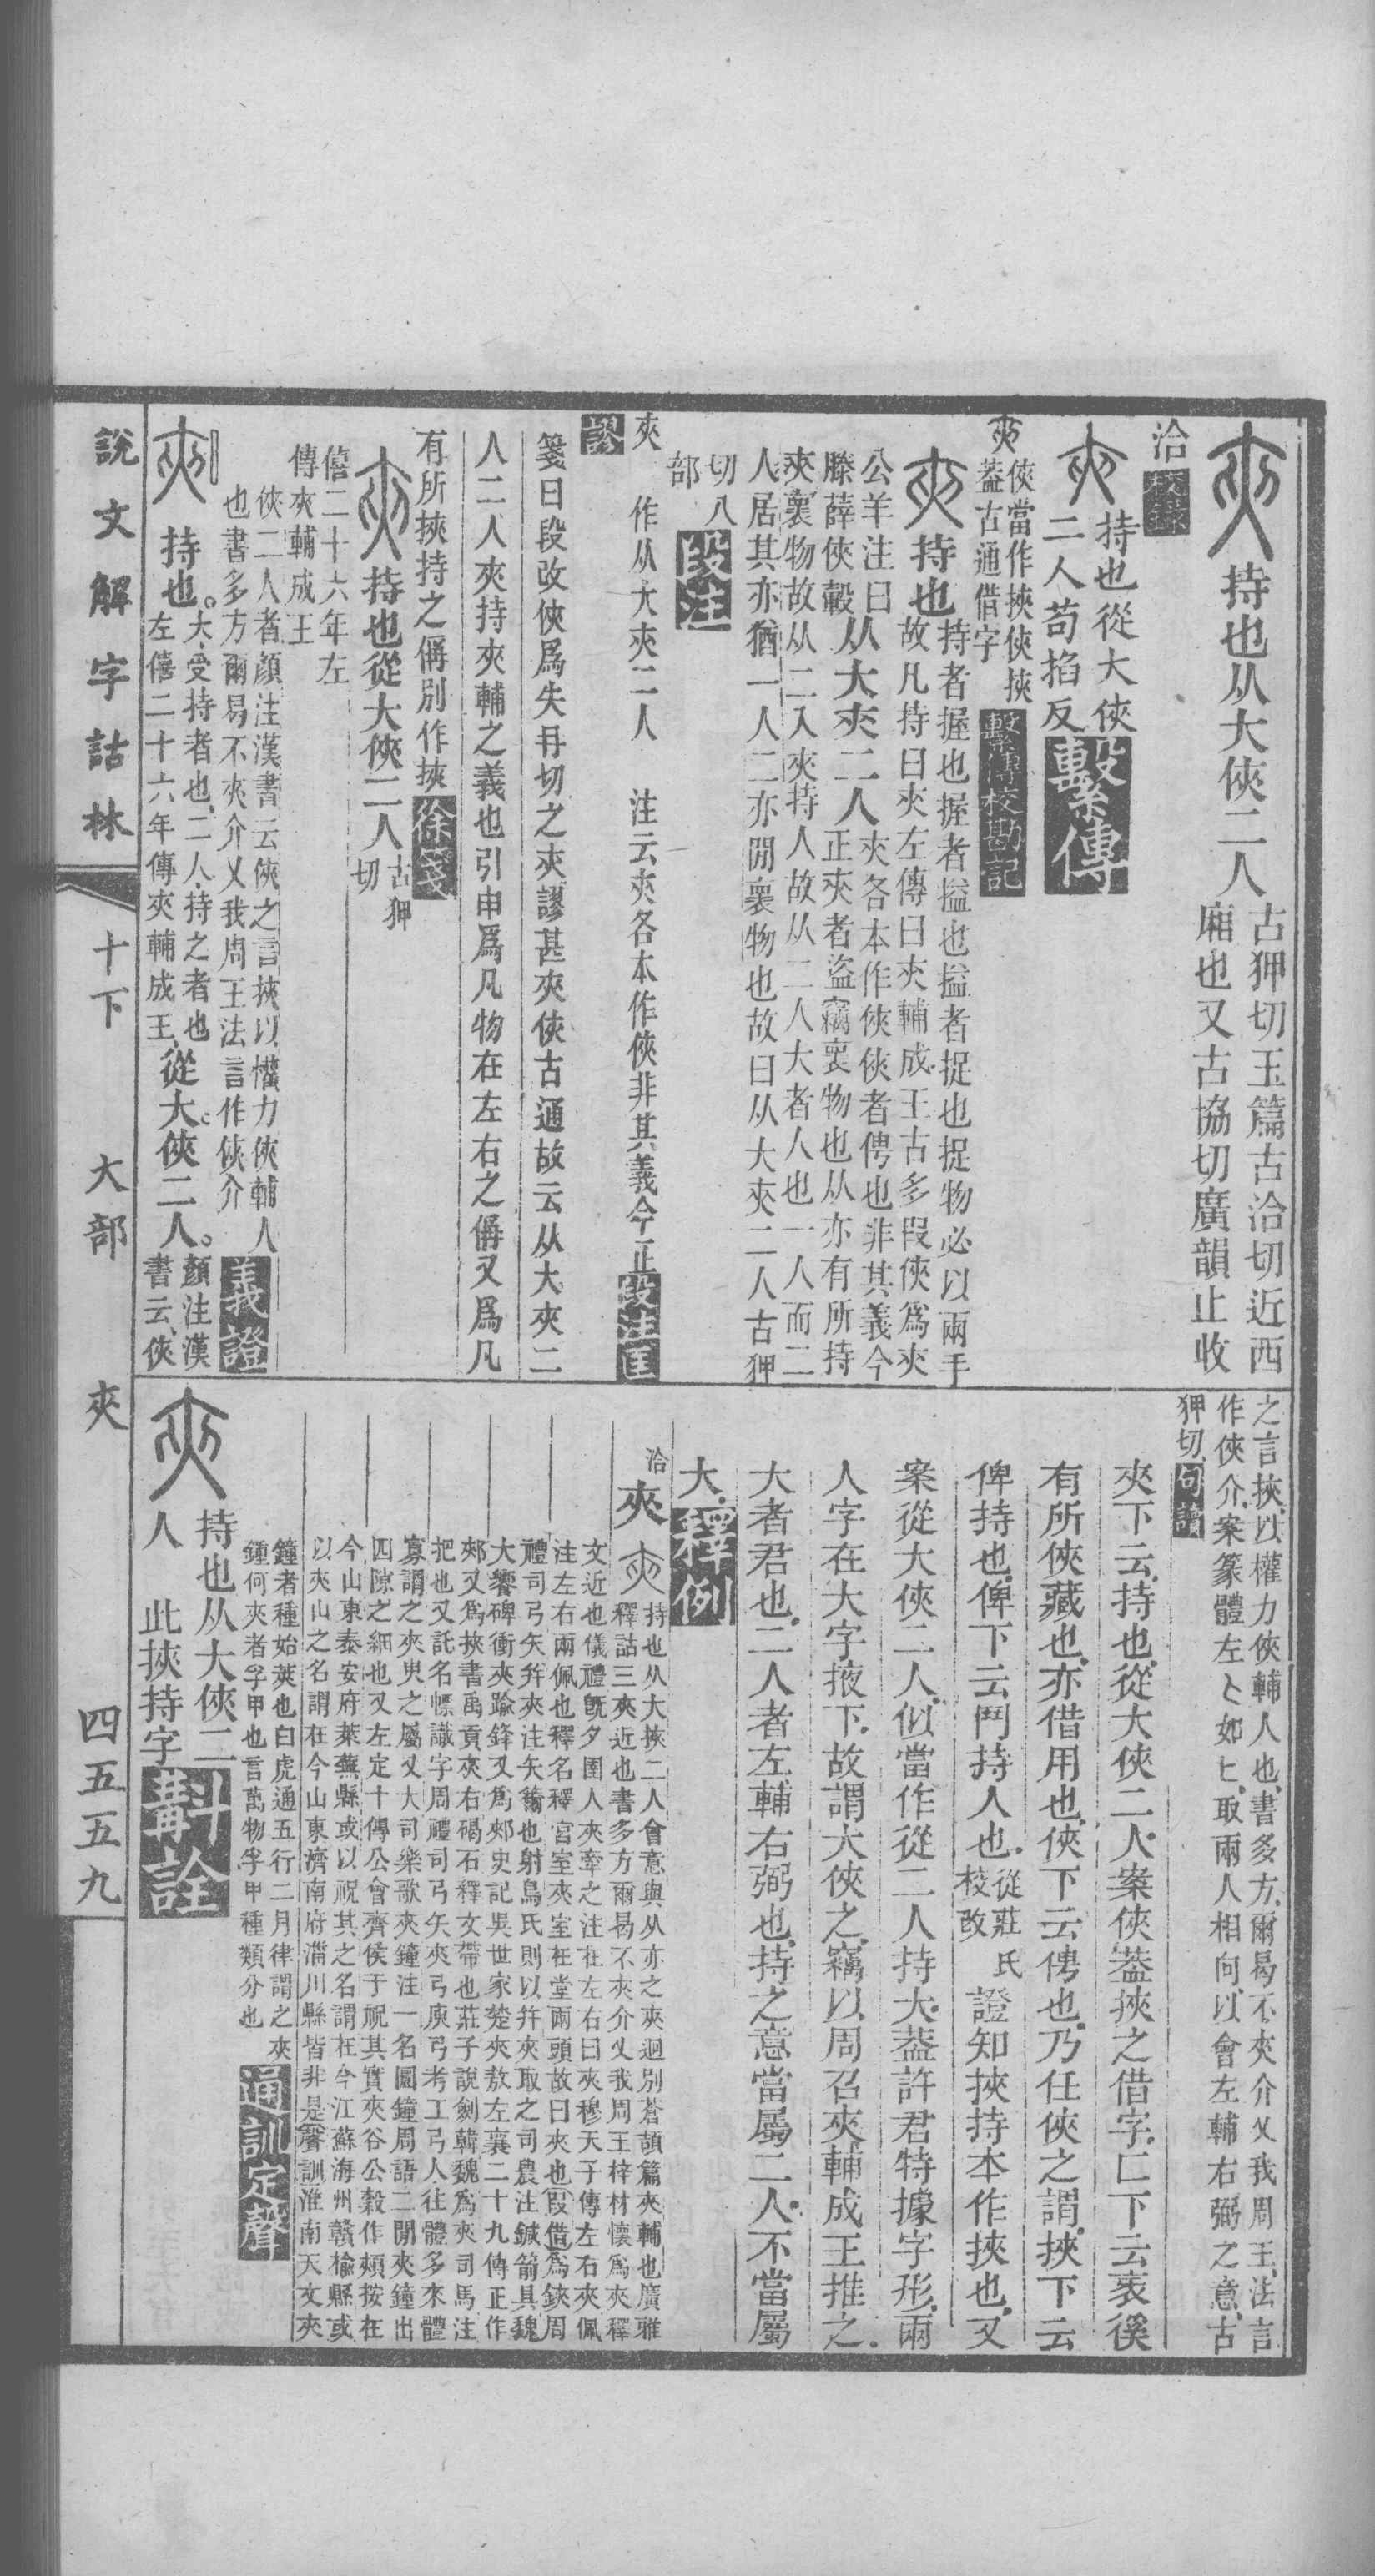 夾 持也从大俠二人
古狎切玉篇古洽切近西
廂也又古協切廣韻止收
洽 校錄
夾 持也從大俠
二人苟掐反 繫傳
夾 俠當作挾俠挾
蓋古通借字 繫傳校勘記
夾 持也
持者握也握者搤也搤者捉也捉物必以兩手
故凡持曰夾左傳曰夾輔成王古多叚俠爲夾
公羊注曰
滕薛俠轂
从大夾二人
夾各本作俠俠者俜也非其義今
正夾者盜竊褱物也从亦有所持
夾褱物故从二入夾持人故从二人大者人也一人而二
人居其亦猶一人二亦閒褱物也故曰从大夾二人古狎
切八
部 段注
夾 作从大夾二人 注云夾各本作俠非其義今正 段注匡
謬
箋曰段改俠爲失冉切之夾謬甚夾俠古通故云从大夾二
人二人夾持夾輔之義也引申爲凡物在左右之偁又爲凡
有所挾持之偁別作挾 徐箋
夾 持也從大俠二人 古狎
切
僖二十六年左
傳夾輔成王
俠二人者顏注漢書云俠之言挾以權力俠輔人
也書多方爾曷不夾介乂我周王法言作俠介 義證
夾 持也。
大、受持者也、二人、持之者也
左僖二十六年傳夾輔成王、
從大。俠二人。
顏注漢
書云、俠
說文解字詁林 十下 大部 夾 四五五九
之言挾、以權力俠輔人也、書多方、爾曷不夾介乂我周王、法言
作俠介、案篆體左⺀如匕、取兩人相向、以會左輔右弼之意、古
狎切 句讀
夾下云、持也、從大俠二人、案俠蓋挾之借字、匸下云衺徯
有所俠藏也、亦借用也、俠下云俜也、乃任俠之謂、挾下云
俾持也、俾下云鬥持人也、從莊氏
校改 證知挾持本作挾也、又
案從大俠二人、似當作從二人持大、蓋許君特據字形、兩
人字在大字掖下、故謂大俠之、竊以周召夾輔成王推之、
大者君也、二人者左輔右弼也、持之意當屬二人、不當屬
大、 釋例
洽 夾 夾
持也从大挾二人會意與从亦之夾迥別蒼頡篇夾輔也廣雅
釋詁三夾近也書多方爾曷不夾介乂我周王梓材懷爲夾釋
文近也儀禮旣夕圉人夾牽之注在左右曰夾穆天子傳左右夾佩
注左右兩佩也釋名釋宮室夾室在堂兩頭故曰夾也叚借爲鋏周
禮司弓矢幷夾注矢籋也射鳥氏則以幷夾取之司農注鍼箭具魏
大饗碑衝夾踰鋒又爲郟史記吳世家楚夾敖左襄二十九傳正作
郟又爲挾書禹貢夾右碣石釋文帶也莊子說劍韓魏爲夾司馬注
把也又託名幖識字周禮司弓矢夾弓庾弓考工弓人往體多來體
寡謂之夾臾之屬又大司樂歌夾鐘注一名圜鐘周語二閒夾鐘出
四隙之細也又左定十傳公會齊侯于祝其實夾谷公穀作頰按在
今山東泰安府萊蕪縣或以祝其之名謂在今江蘇海州贛楡縣或
以夾山之名謂在今山東濟南府淄川縣皆非是聲訓淮南天文夾
鐘者種始莢也白虎通五行二月律謂之夾
鍾何夾者孚甲也言萬物孚甲種類分也 通訓定聲
夾 持也从大俠二
人 此挾持字 斠詮